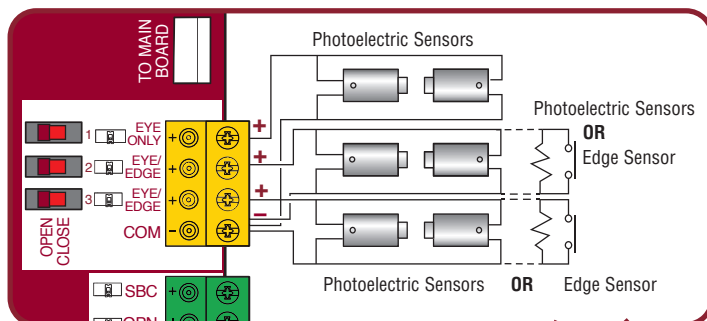 TO MAIN
BOARD
Photoelectric Sensors
1 EYE
ONLY + +
2 EYE/
EDGE + +
3 EYE/
EDGE + +
COM - −
OPEN
CLOSE
Photoelectric Sensors
OR
Edge Sensor
Photoelectric Sensors OR Edge Sensor
SBC +
OPN +